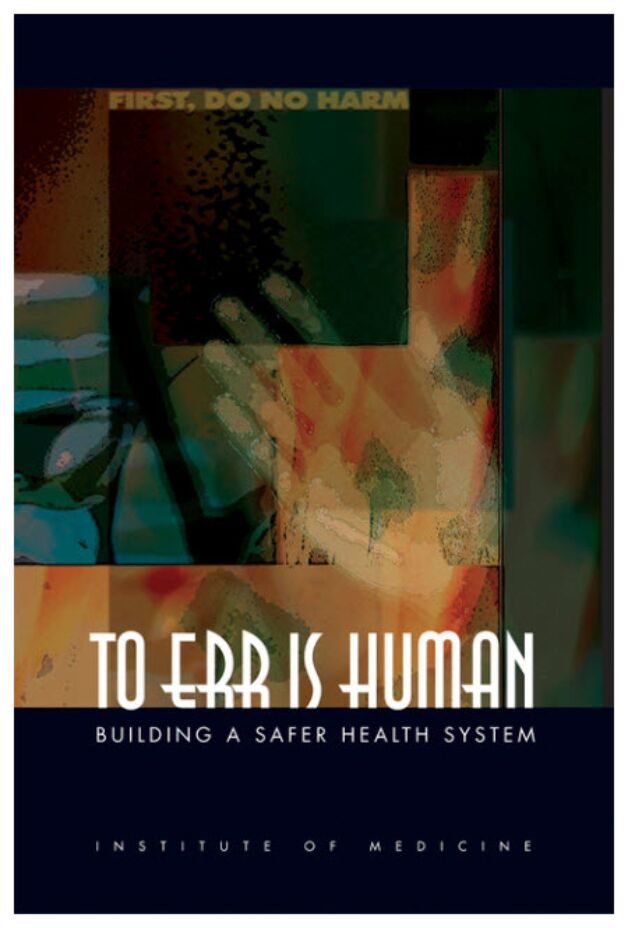 FIRST, DO NO HARM
TO ERR IS HUMAN
BUILDING A SAFER HEALTH SYSTEM
INSTITUTE OF MEDICINE